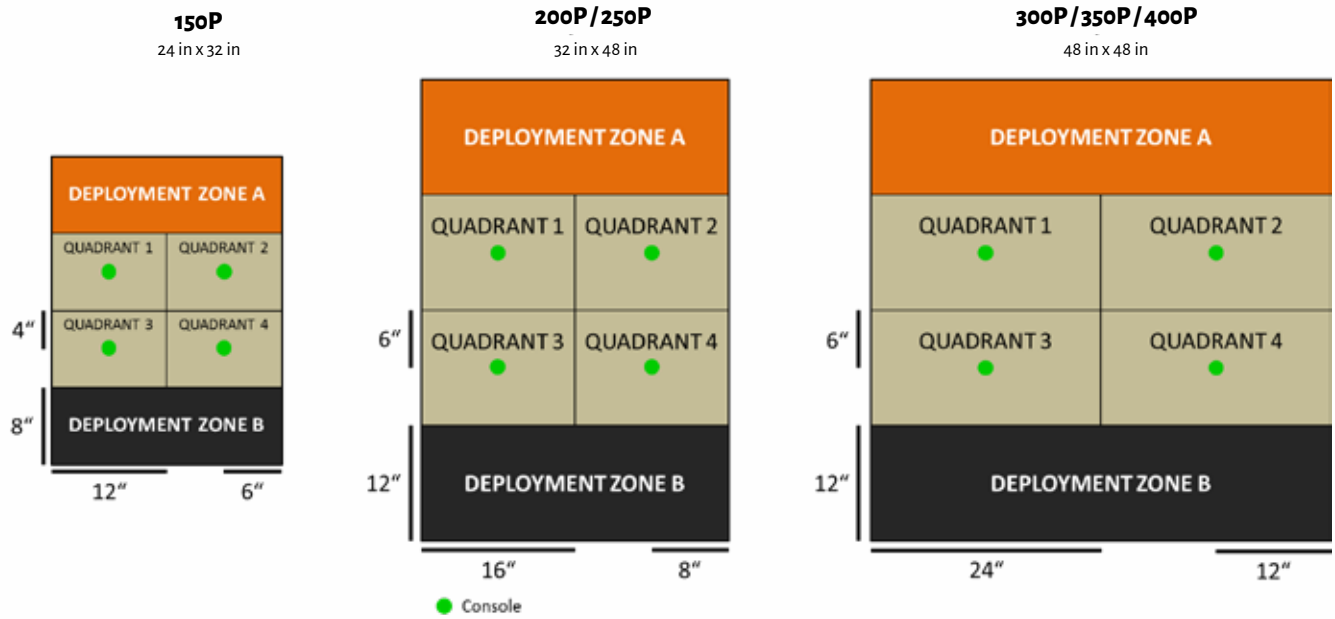 150P
24 in x 32 in
DEPLOYMENT ZONE A
QUADRANT 1
QUADRANT 2
4“
QUADRANT 3
QUADRANT 4
8“
DEPLOYMENT ZONE B
12“
6“
200P/250P
32 in x 48 in
DEPLOYMENT ZONE A
QUADRANT 1
QUADRANT 2
6“
QUADRANT 3
QUADRANT 4
12“
DEPLOYMENT ZONE B
16“
8“
Console
300P/350P/400P
48 in x 48 in
DEPLOYMENT ZONE A
QUADRANT 1
QUADRANT 2
6“
QUADRANT 3
QUADRANT 4
12“
DEPLOYMENT ZONE B
24“
12“